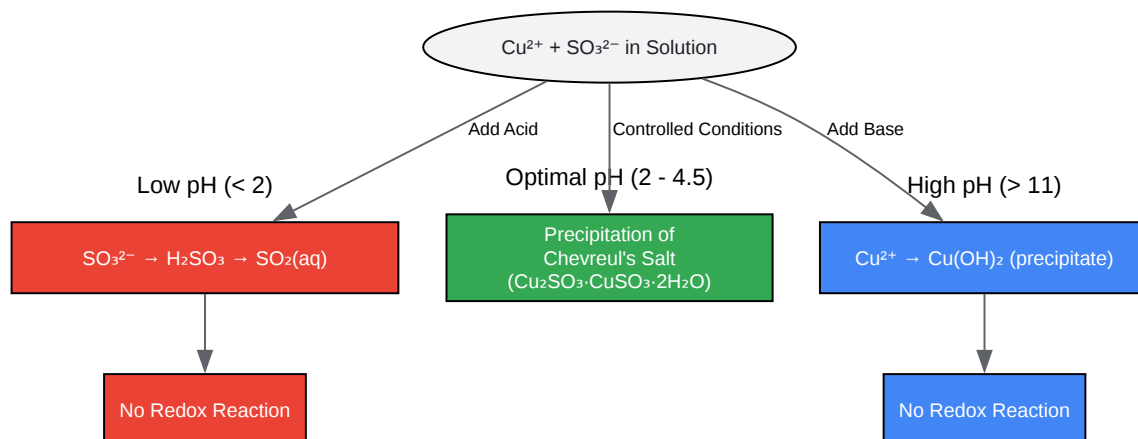 Cu²⁺ + SO₃²⁻ in Solution
Add Acid
Controlled Conditions
Add Base
Low pH (< 2)
Optimal pH (2 - 4.5)
High pH (> 11)
SO₃²⁻ → H₂SO₃ → SO₂(aq)
Precipitation of
Chevreul's Salt
(Cu₂SO₃·CuSO₃·2H₂O)
Cu²⁺ → Cu(OH)₂ (precipitate)
No Redox Reaction
No Redox Reaction